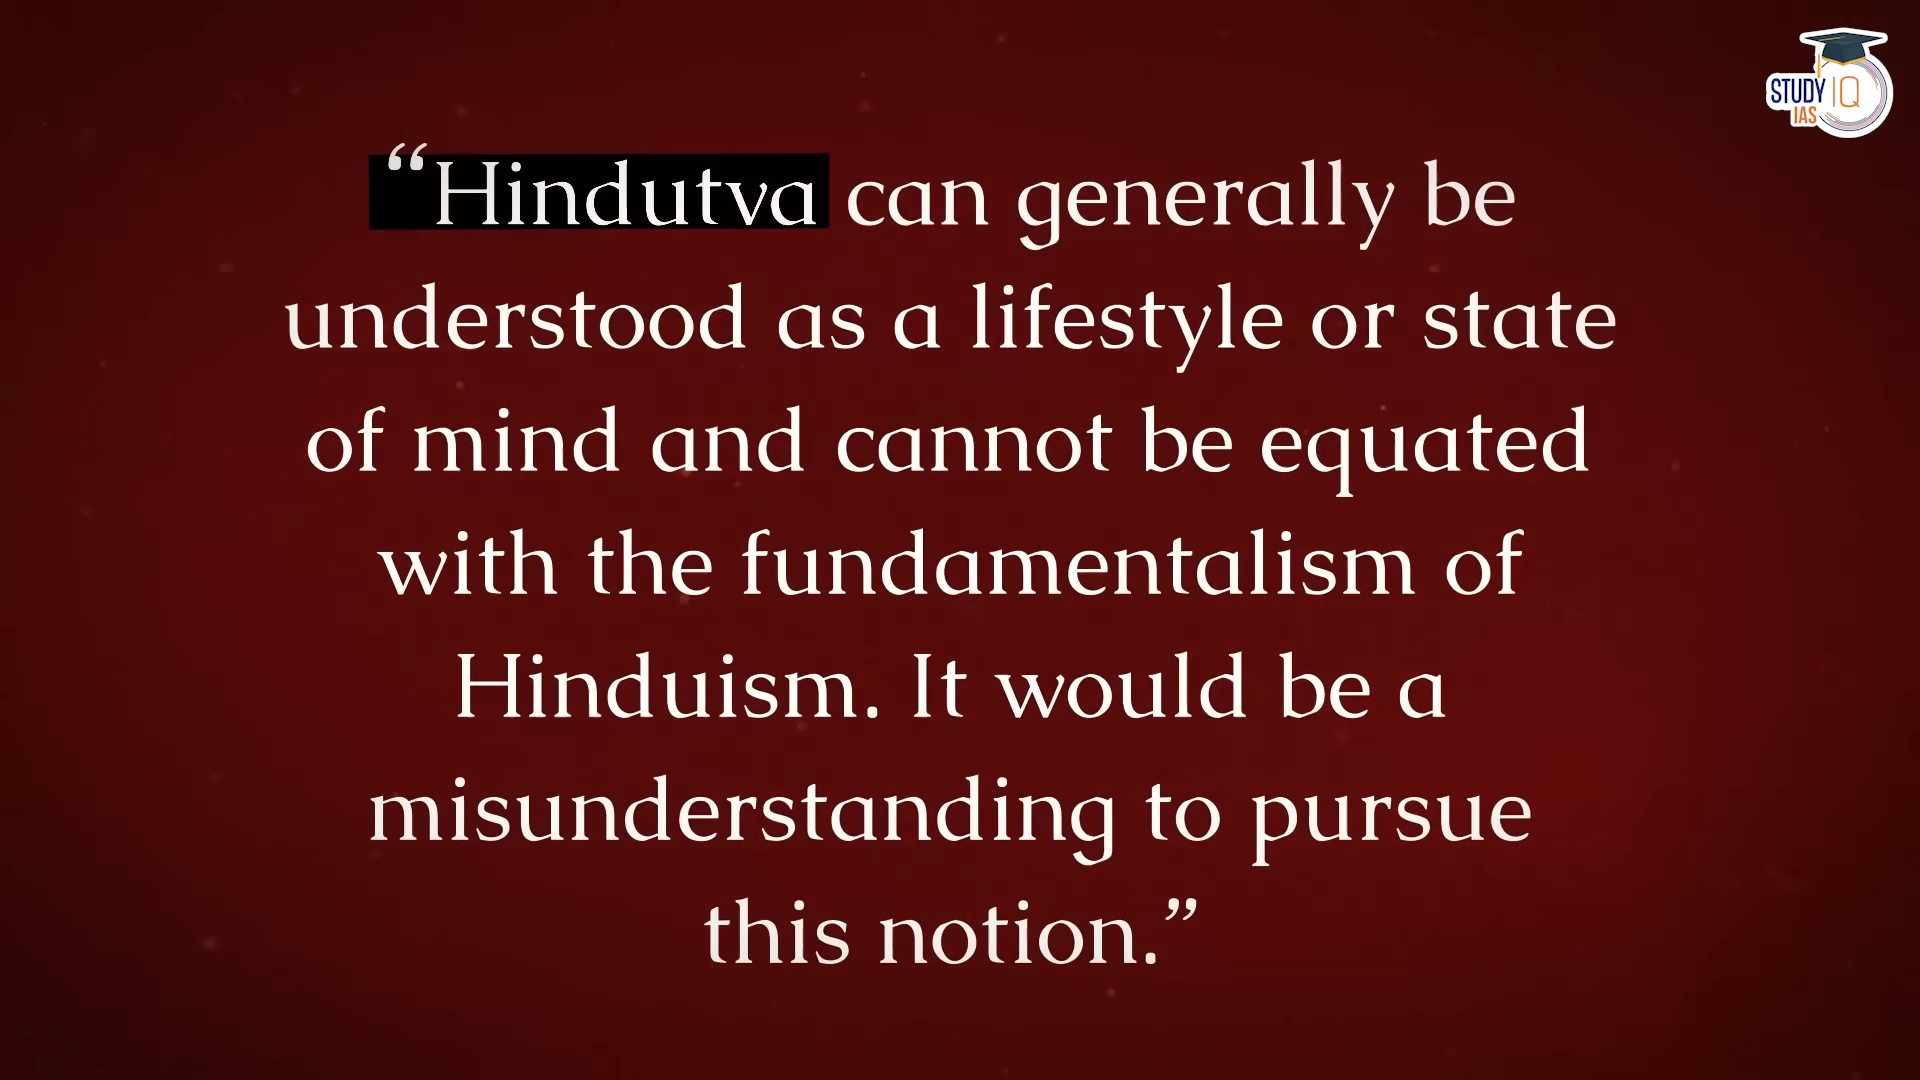 STUDY IQ
IAS
“Hindutva can generally be
understood as a lifestyle or state
of mind and cannot be equated
with the fundamentalism of
Hinduism. It would be a
misunderstanding to pursue
this notion.”